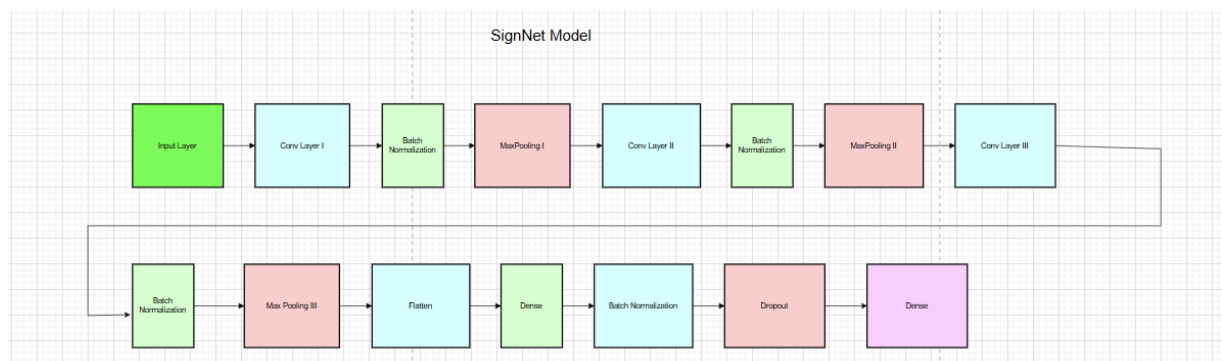 SignNet Model
Input Layer
Conv Layer I
Batch
Normalization
MaxPooling I
Conv Layer II
Batch
Normalization
MaxPooling II
Conv Layer III
Batch
Normalization
Max Pooling III
Flatten
Dense
Batch Normalization
Dropout
Dense